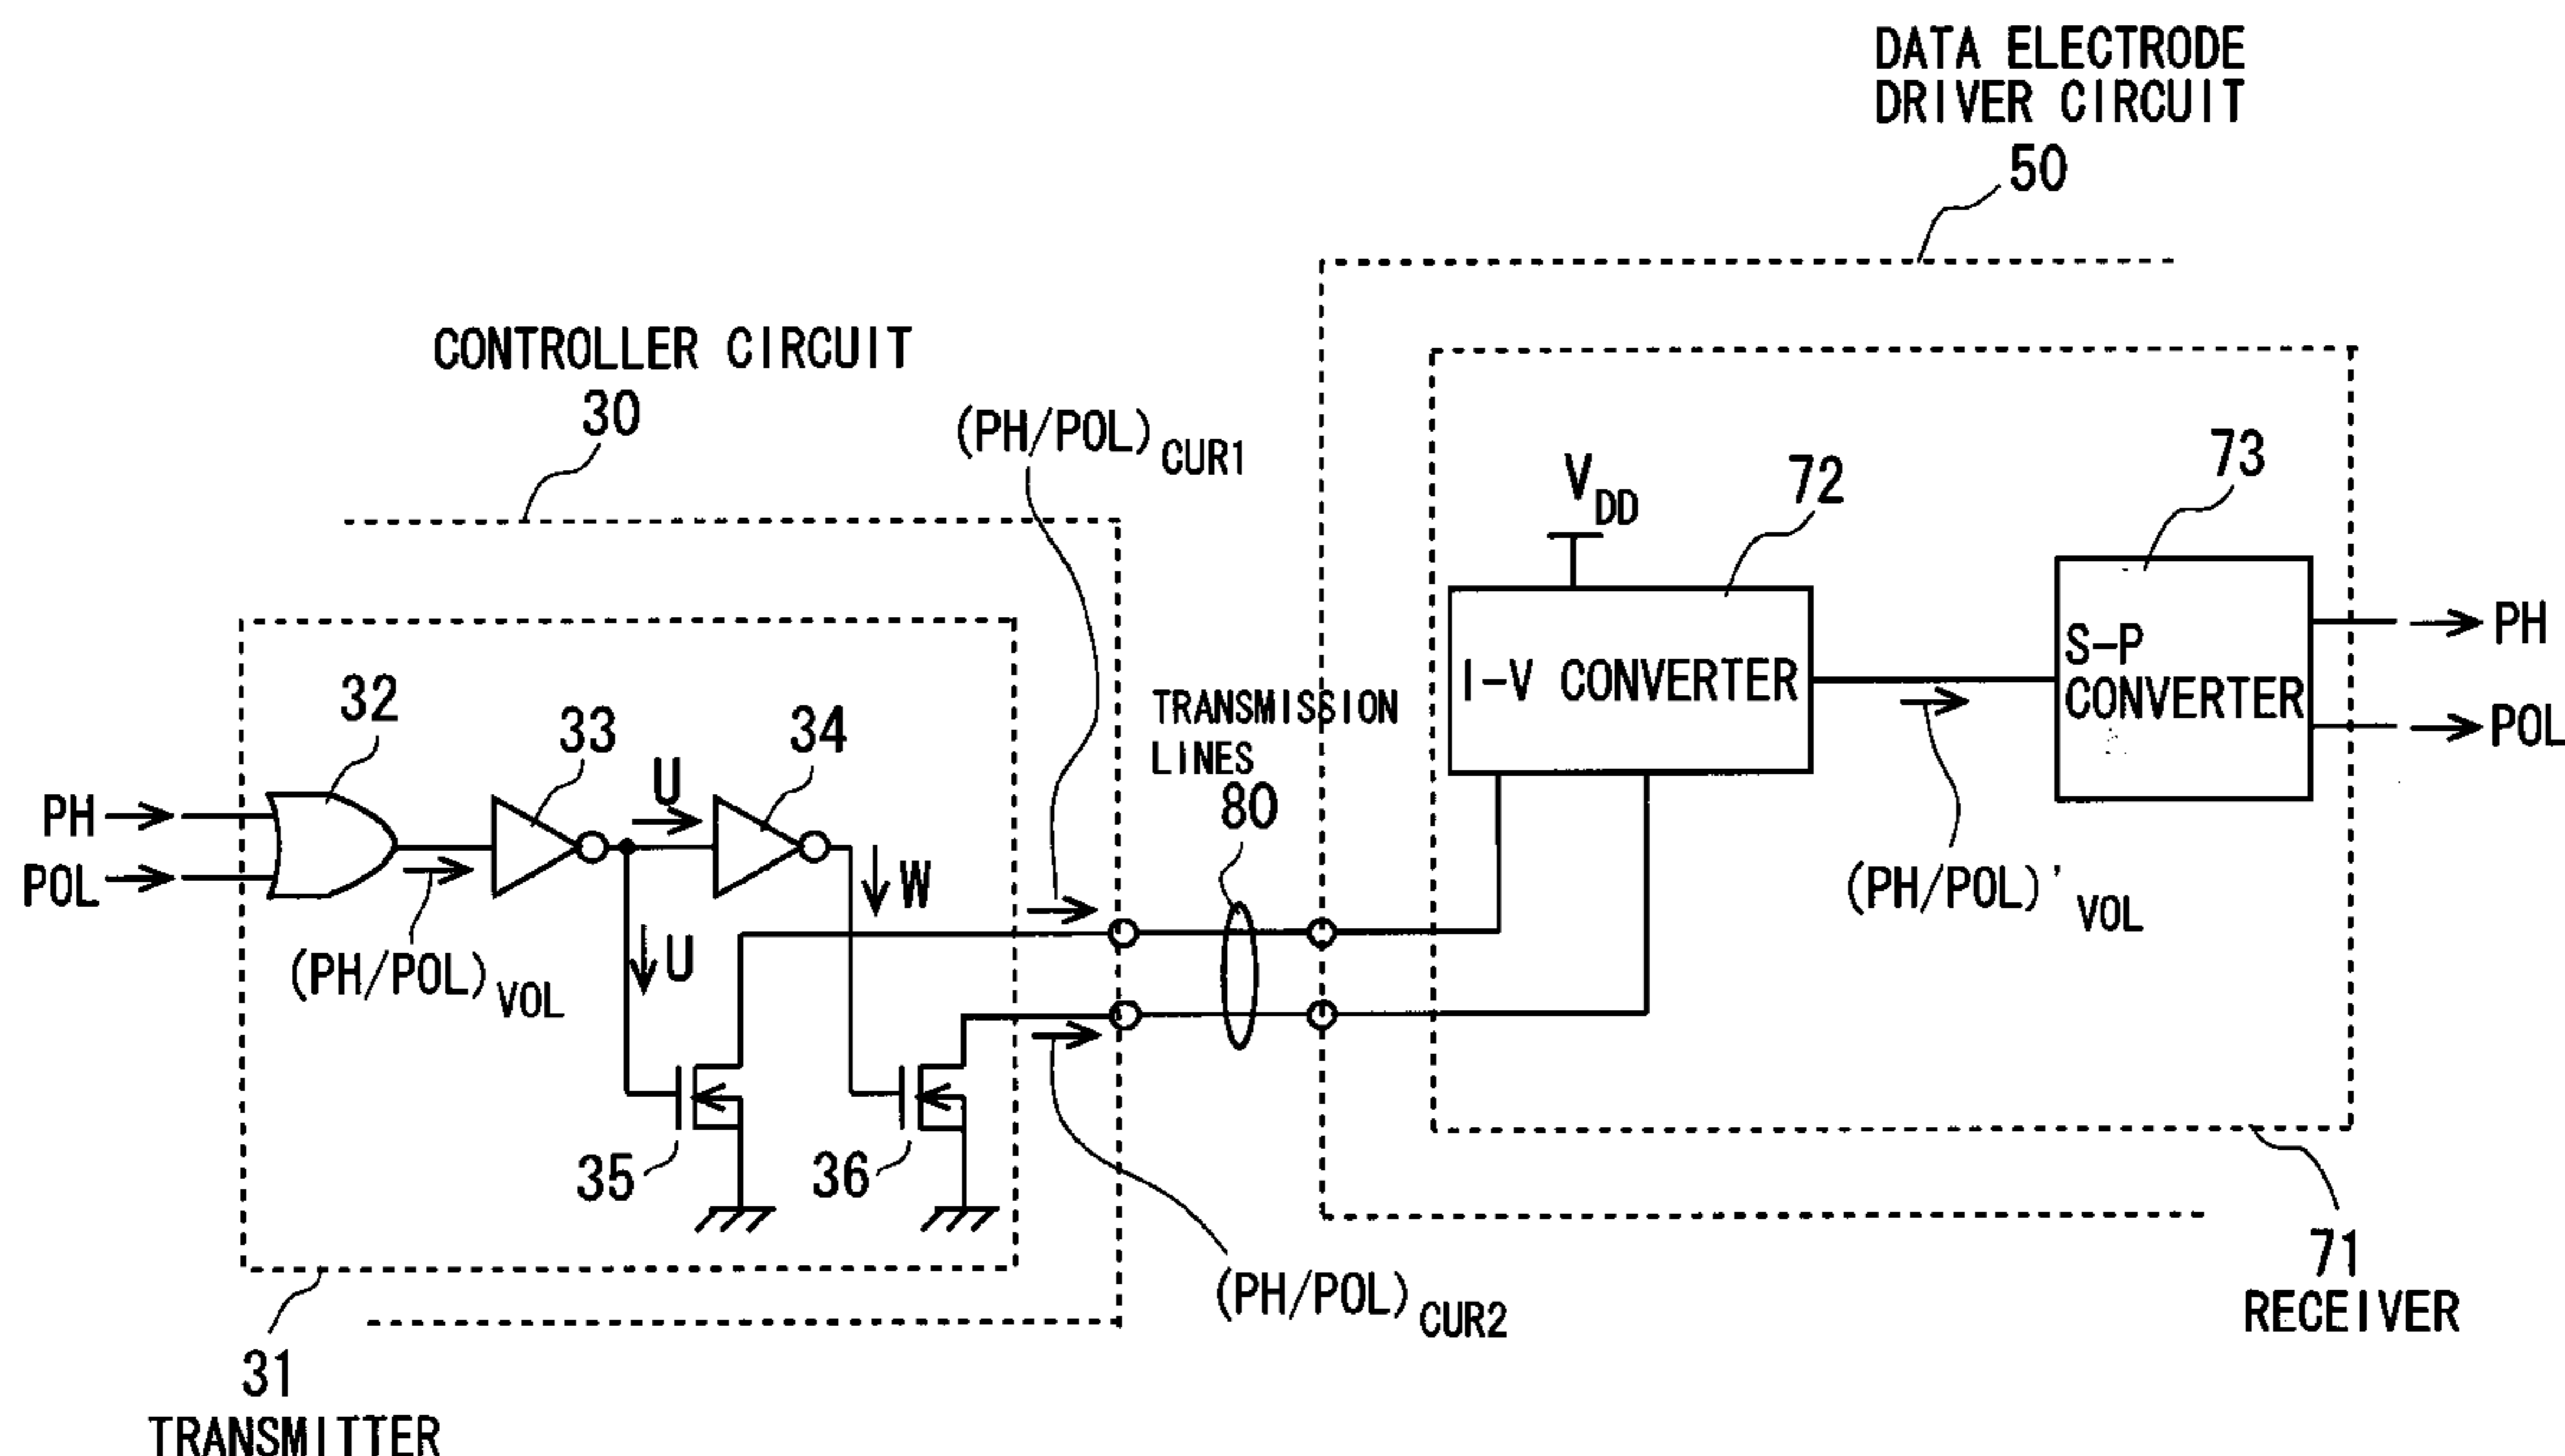 DATA ELECTRODE
DRIVER CIRCUIT
50
CONTROLLER CIRCUIT
30
(PH/POL) CUR1
VDD
72
73
I-V CONVERTER
S-P
CONVERTER
PH
POL
(PH/POL)' VOL
TRANSMISSION
LINES
80
32
33
U
34
PH
POL
(PH/POL) VOL
U
W
35
36
(PH/POL) CUR2
31
TRANSMITTER
71
RECEIVER